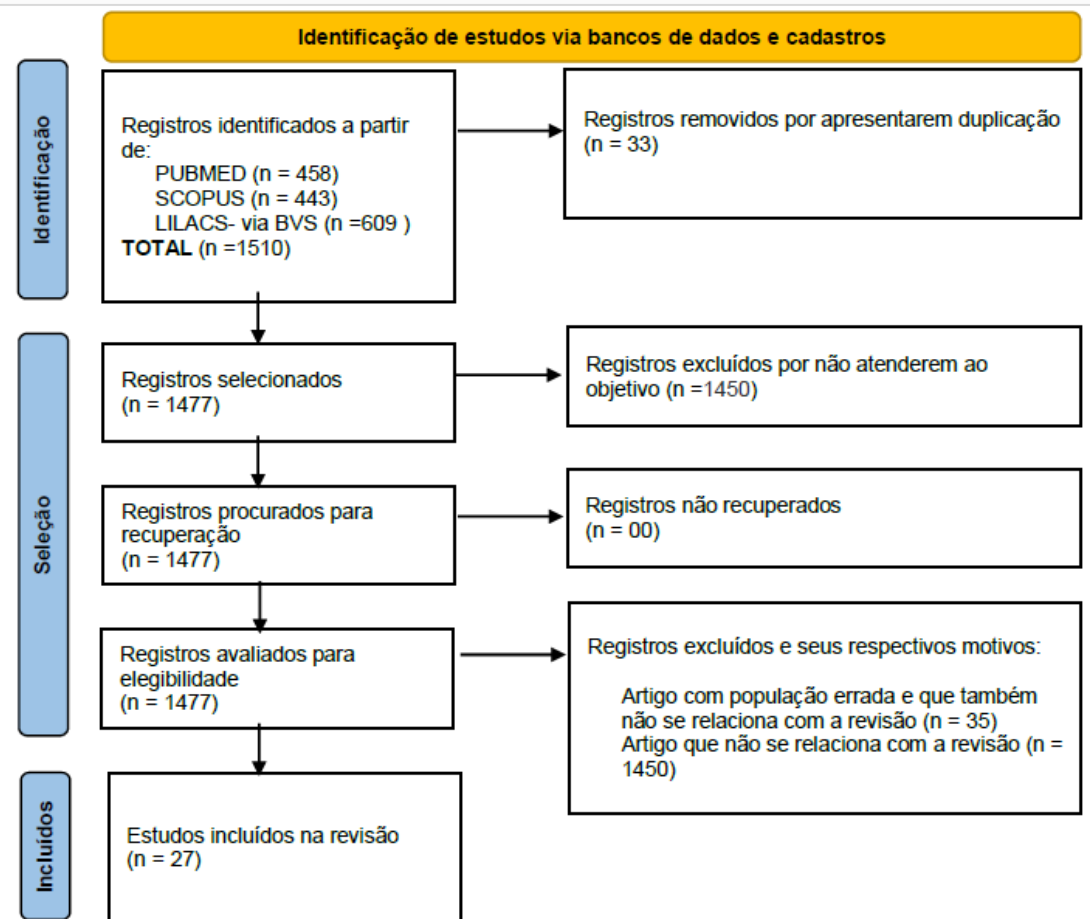 Identificação de estudos via bancos de dados e cadastros
Identificação
Registros identificados a partir
de:
PUBMED (n = 458)
SCOPUS (n = 443)
LILACS- via BVS (n =609 )
TOTAL (n =1510)
Registros removidos por apresentarem duplicação
(n = 33)
Seleção
Registros selecionados
(n = 1477)
Registros excluídos por não atenderem ao
objetivo (n =1450)
Registros procurados para
recuperação
(n = 1477)
Registros não recuperados
(n = 00)
Registros avaliados para
elegibilidade
(n = 1477)
Registros excluídos e seus respectivos motivos:
Artigo com população errada e que também
não se relaciona com a revisão (n = 35)
Artigo que não se relaciona com a revisão (n =
1450)
Incluídos
Estudos incluídos na revisão
(n = 27)